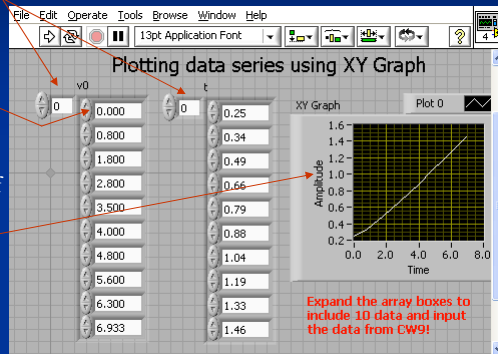 File Edit Operate Tools Browse Window Help
13pt Application Font
4
Plotting data series using XY Graph
v0
t
0
0.000
0.800
1.800
2.800
3.500
4.000
4.800
5.600
6.300
6.933
0
0.25
0.34
0.49
0.66
0.79
0.88
1.04
1.19
1.33
1.46
XY Graph
Plot 0
Amplitude
1.6
1.4
1.2
1.0
0.8
0.6
0.4
0.2
0.0 2.0 4.0 6.0 8.0
Time
Expand the array boxes to
include 10 data and input
the data from CW9!